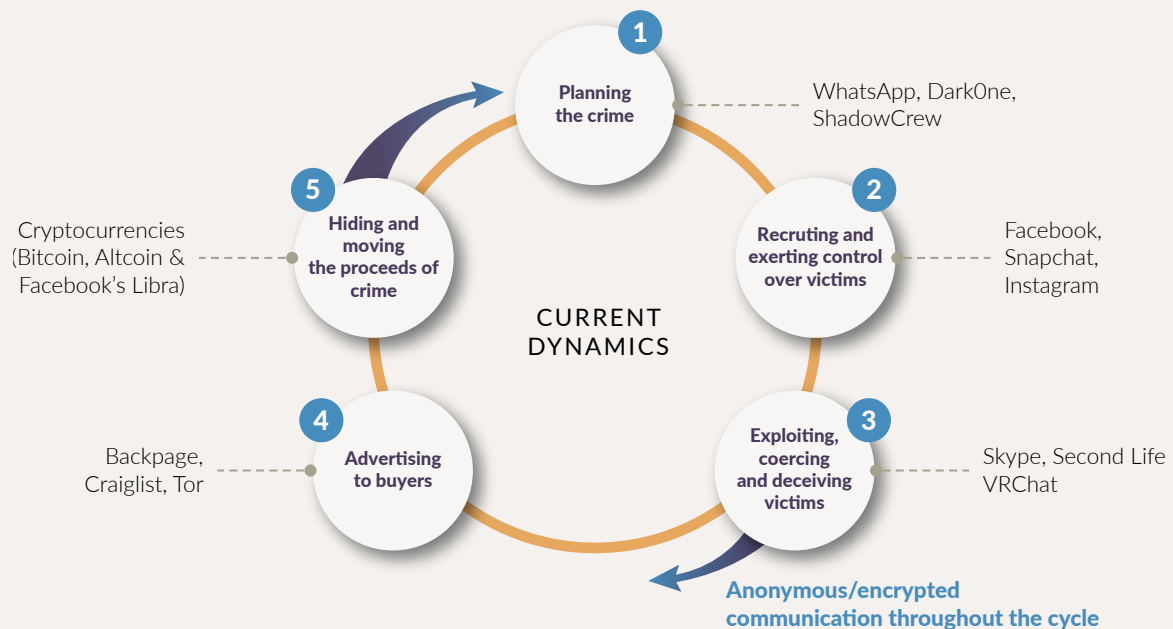 1
Planning
the crime
WhatsApp, Dark0ne,
ShadowCrew
2
Recruting and
exerting control
over victims
Facebook,
Snapchat,
Instagram
3
Exploiting,
coercing
and deceiving
victims
Skype, Second Life
VRChat
4
Advertising
to buyers
Backpage,
Craiglist, Tor
5
Hiding and
moving
the proceeds of
crime
Cryptocurrencies
(Bitcoin, Altcoin &
Facebook's Libra)
CURRENT
DYNAMICS
Anonymous/encrypted
communication throughout the cycle